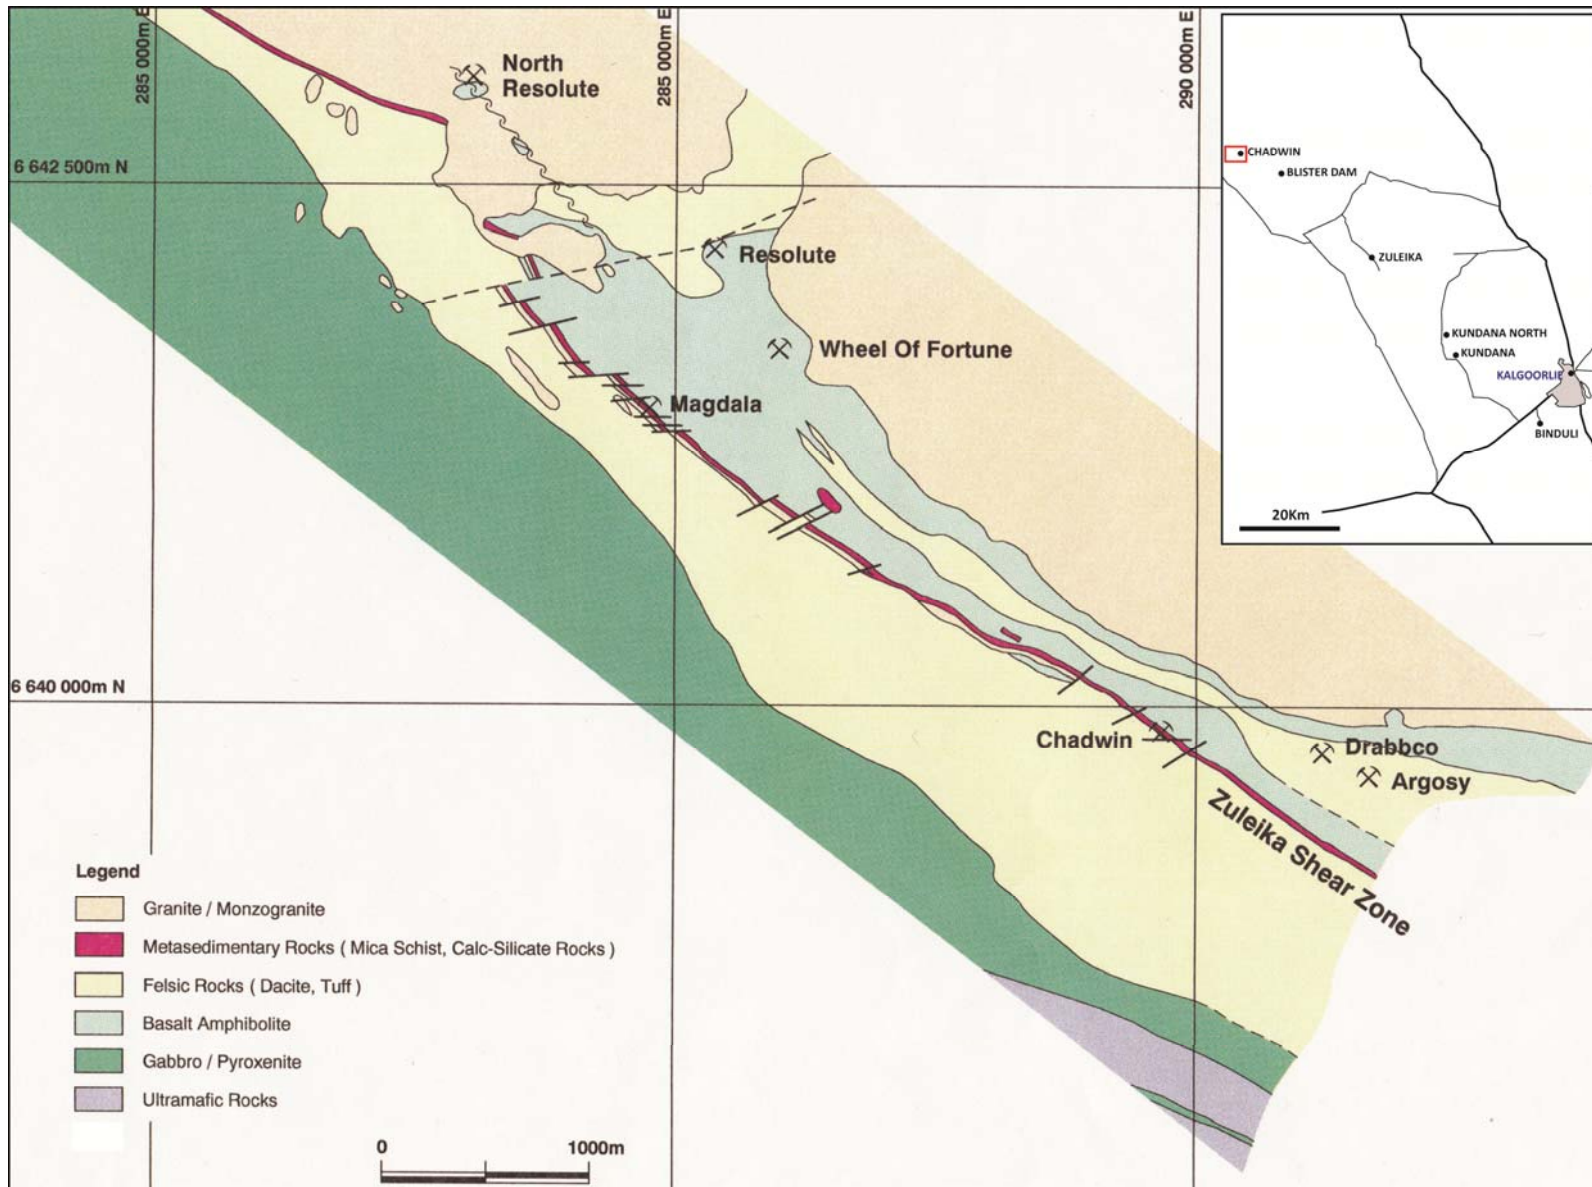 285 000m E
285 000m E
290 000m E
North
Resolute
6 642 500m N
Resolute
Wheel Of Fortune
Magdala
6 640 000m N
Chadwin
Drabbco
Argosy
Zuleika Shear Zone
CHADWIN
BLISTER DAM
ZULEIKA
KUNDANA NORTH
KUNDANA
KALGOORLIE
BINDULI
20Km
Legend
Granite / Monzogranite
Metasedimentary Rocks ( Mica Schist, Calc-Silicate Rocks )
Felsic Rocks ( Dacite, Tuff )
Basalt Amphibolite
Gabbro / Pyroxenite
Ultramafic Rocks
0 1000m